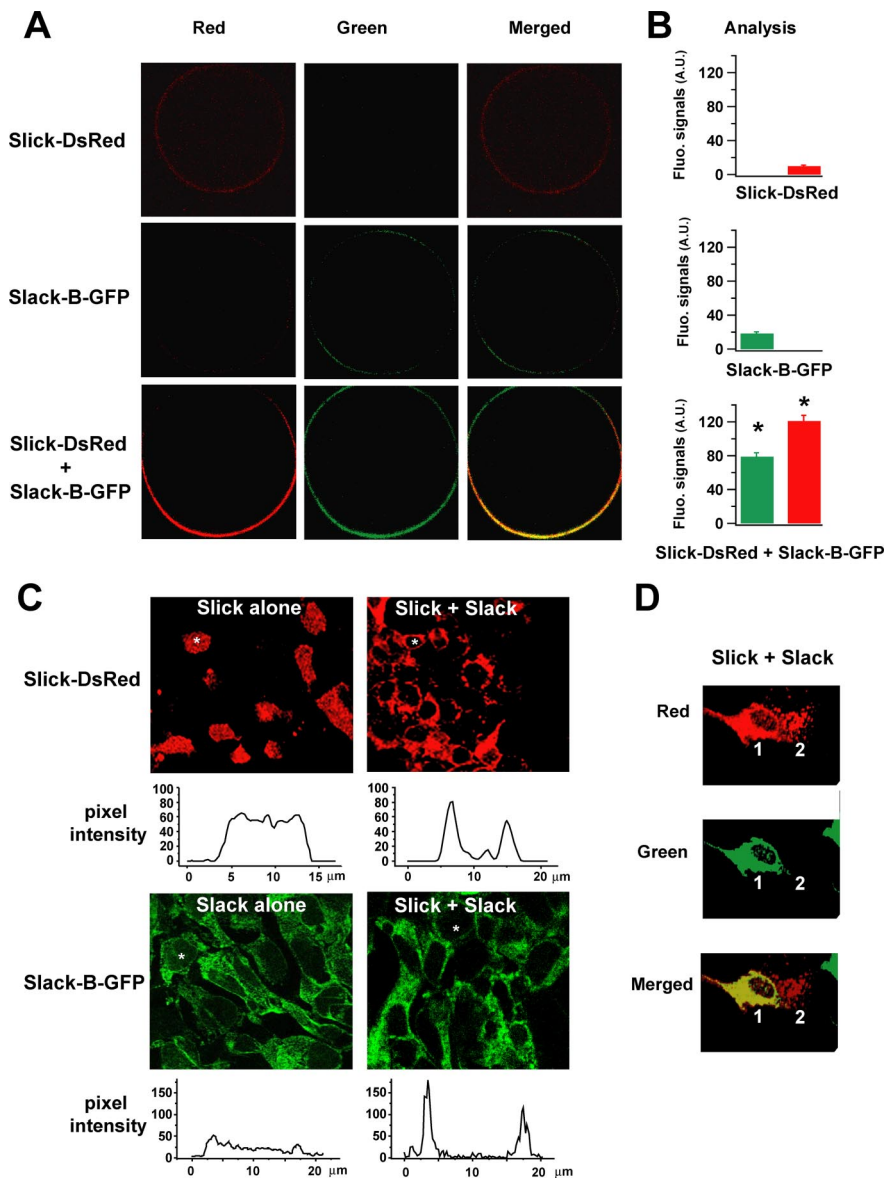 A
Red
Green
Merged
Slick-DsRed
Slack-B-GFP
Slick-DsRed
+
Slack-B-GFP
B
Analysis
Fluo. signals (A.U.)
120
80
40
0
Slick-DsRed
Fluo. signals (A.U.)
120
80
40
0
Slack-B-GFP
Fluo. signals (A.U.)
120
80
40
0
*
*
Slick-DsRed + Slack-B-GFP
C
Slick alone
Slick + Slack
Slick-DsRed
*
*
pixel
intensity
100
80
60
40
20
0
0 5 10 15 μm
100
80
60
40
20
0
0 10 20 μm
Slack alone
Slick + Slack
Slack-B-GFP
*
*
pixel
intensity
150
100
50
0
0 10 20 μm
150
100
50
0
0 10 20 μm
D
Slick + Slack
Red
1 2
Green
1 2
Merged
1 2